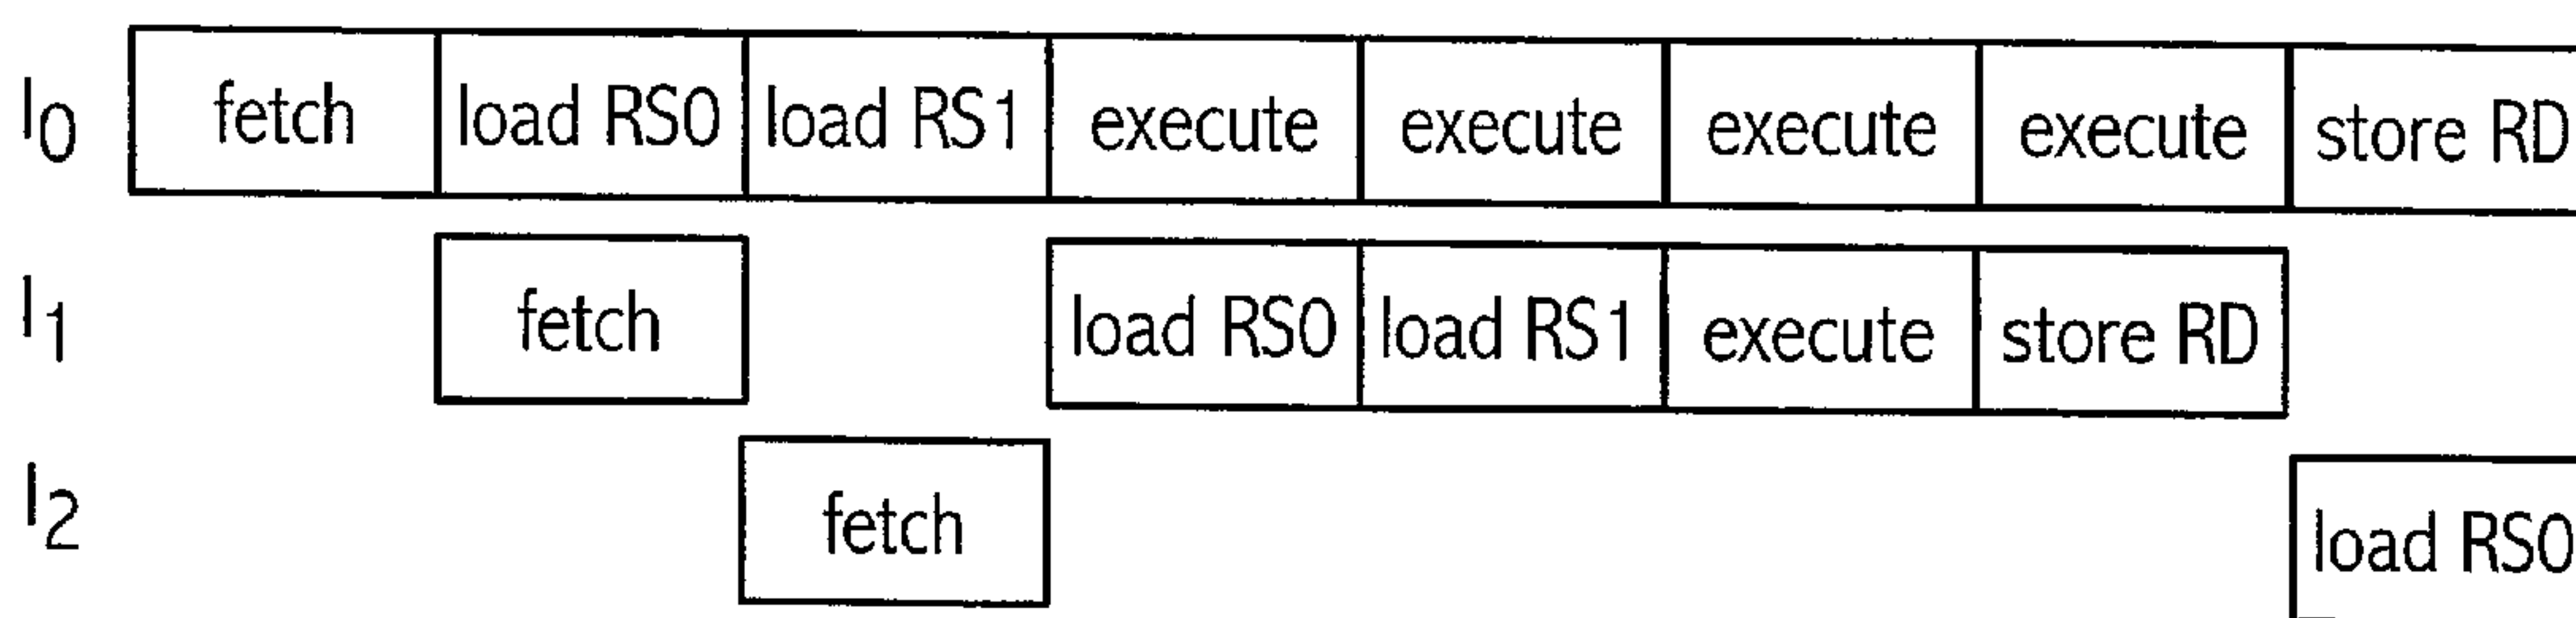 I0 fetch load RS0 load RS1 execute execute execute execute store RD
I1 fetch load RS0 load RS1 execute store RD
I2 fetch load RS0